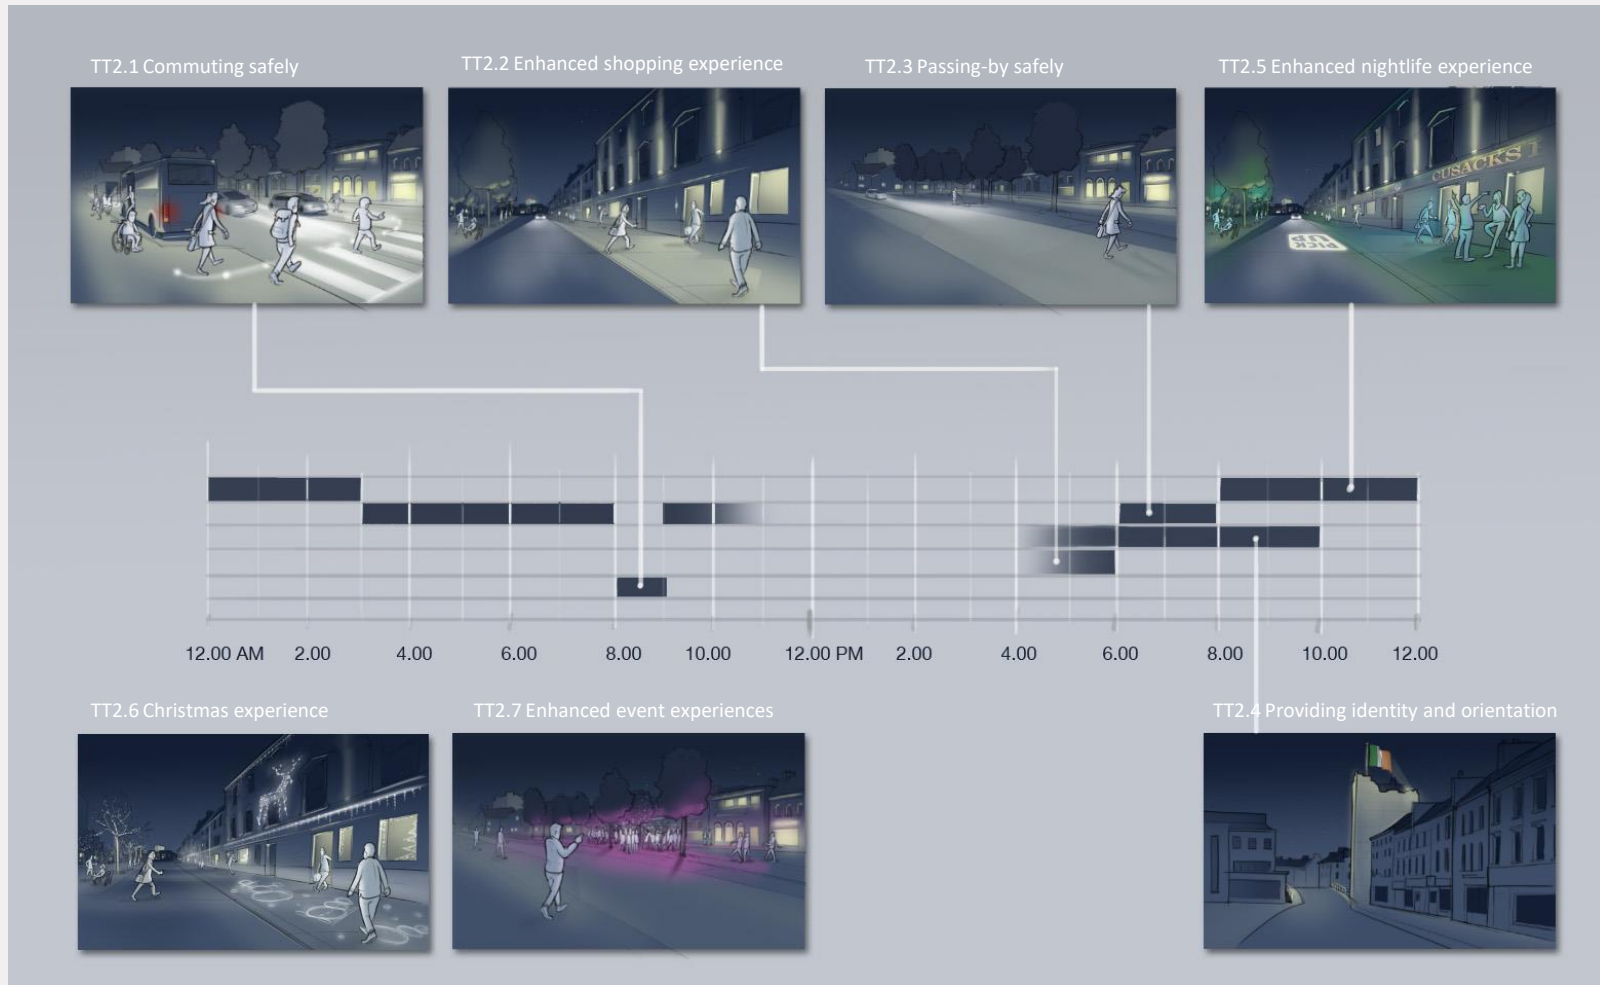 TT2.1 Commuting safely
TT2.2 Enhanced shopping experience
TT2.3 Passing-by safely
TT2.5 Enhanced nightlife experience
CUSACKS
PICK
UP
12.00 AM 2.00 4.00 6.00 8.00 10.00 12.00 PM 2.00 4.00 6.00 8.00 10.00 12.00
TT2.6 Christmas experience
TT2.7 Enhanced event experiences
TT2.4 Providing identity and orientation